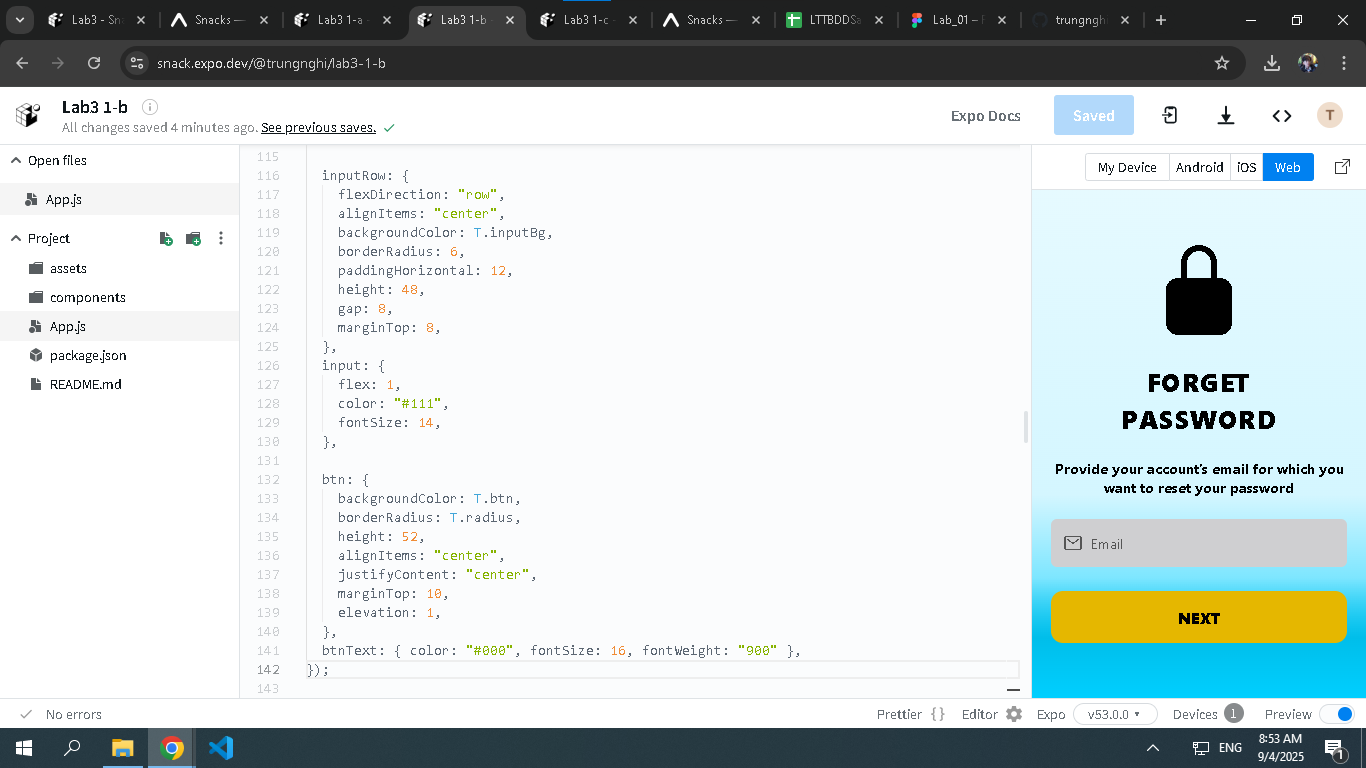 Lab3 - Sn
Snacks —
Lab3 1-a -
Lab3 1-b -
Lab3 1-c -
Snacks —
LTTBDDSa
Lab_01 –
trungngh
snack.expo.dev/@trungnghi/lab3-1-b
Lab3 1-b
All changes saved 4 minutes ago. See previous saves.
Expo Docs
Saved
T
Open files
App.js
Project
assets
components
App.js
package.json
README.md
115
116 inputRow: {
117 flexDirection: "row",
118 alignItems: "center",
119 backgroundColor: T.inputBg,
120 borderRadius: 6,
121 paddingHorizontal: 12,
122 height: 48,
123 gap: 8,
124 marginTop: 8,
125 },
126 input: {
127 flex: 1,
128 color: "#111",
129 fontSize: 14,
130 },
131
132 btn: {
133 backgroundColor: T.btn,
134 borderRadius: T.radius,
135 height: 52,
136 alignItems: "center",
137 justifyContent: "center",
138 marginTop: 10,
139 elevation: 1,
140 },
141 btnText: { color: "#000", fontSize: 16, fontWeight: "900" },
142 });
143
My Device Android iOS Web
FORGET
PASSWORD
Provide your account's email for which you
want to reset your password
Email
NEXT
No errors
Prettier {} Editor Expo v53.0.0 Devices 1 Preview
ENG
8:53 AM
9/4/2025
1